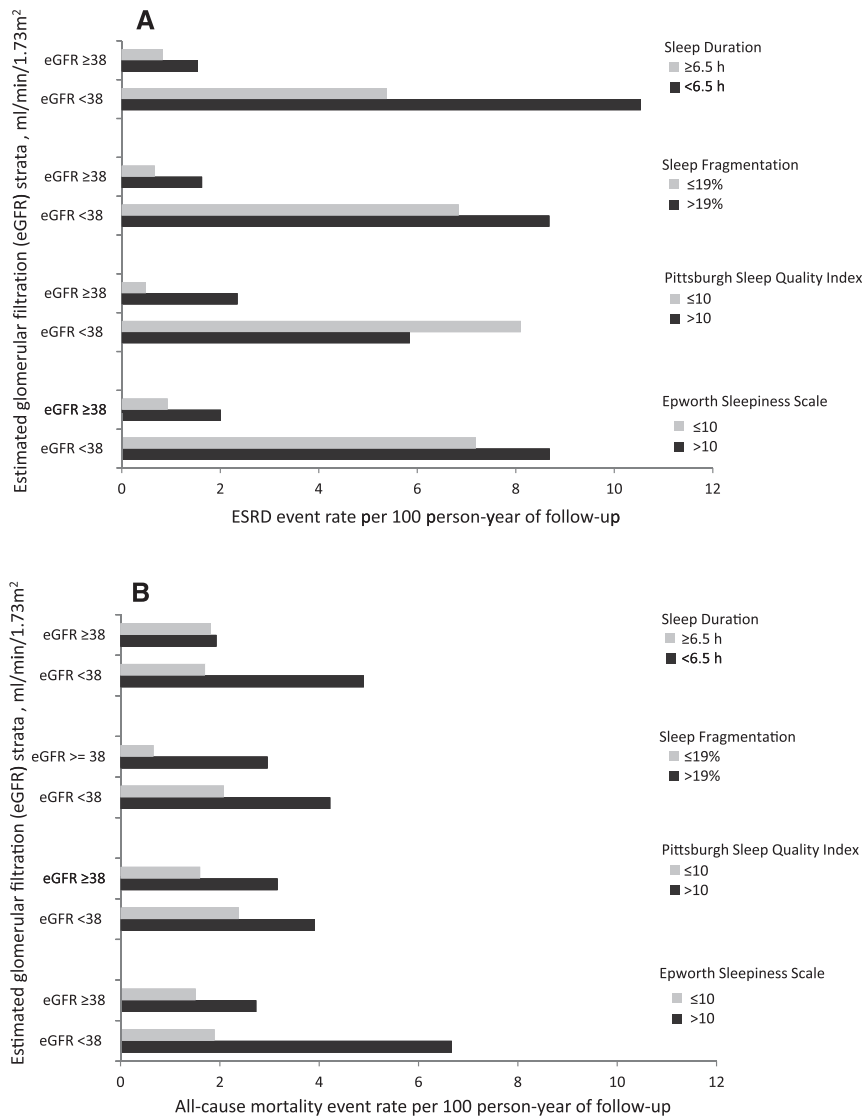 A
Estimated glomerular filtration (eGFR) strata , ml/min/1.73m²
eGFR ≥38
eGFR <38
Sleep Duration
≥6.5 h
<6.5 h
eGFR ≥38
eGFR <38
Sleep Fragmentation
≤19%
>19%
eGFR ≥38
eGFR <38
Pittsburgh Sleep Quality Index
≤10
>10
eGFR ≥38
eGFR <38
Epworth Sleepiness Scale
≤10
>10
0 2 4 6 8 10 12
ESRD event rate per 100 person-year of follow-up
B
Estimated glomerular filtration (eGFR) strata , ml/min/1.73m²
eGFR ≥38
eGFR <38
Sleep Duration
≥6.5 h
<6.5 h
eGFR >= 38
eGFR <38
Sleep Fragmentation
≤19%
>19%
eGFR ≥38
eGFR <38
Pittsburgh Sleep Quality Index
≤10
>10
eGFR ≥38
eGFR <38
Epworth Sleepiness Scale
≤10
>10
0 2 4 6 8 10 12
All-cause mortality event rate per 100 person-year of follow-up